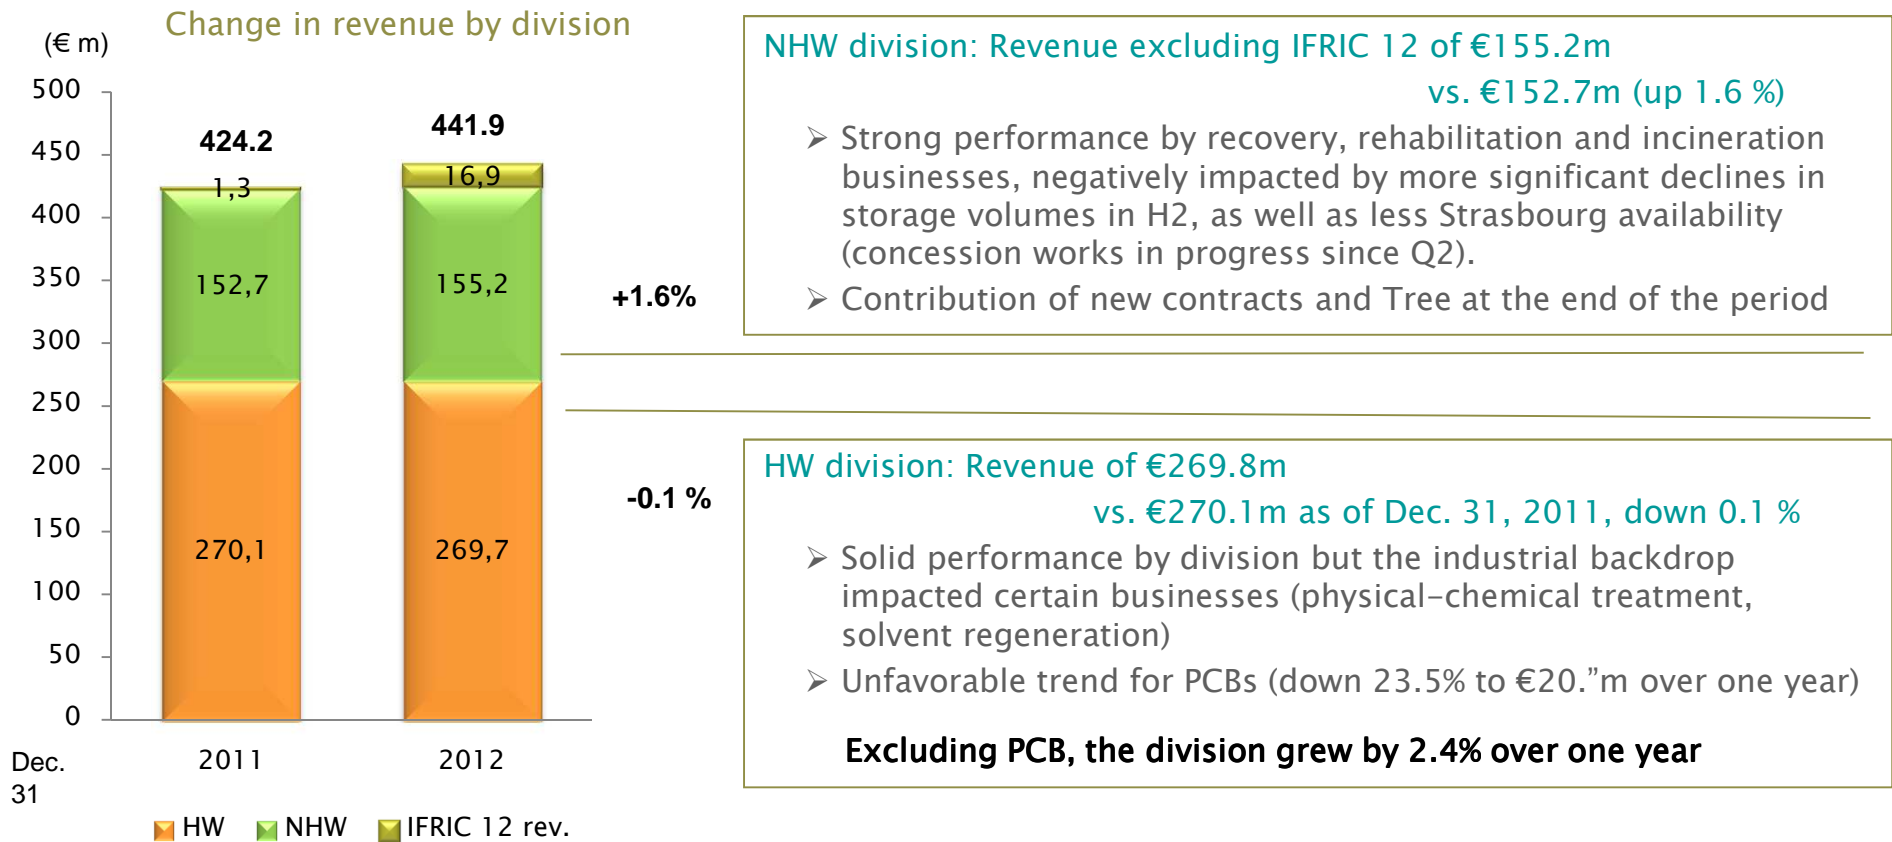 Change in revenue by division
(€ m)
500
450
400
350
300
250
200
150
100
50
0
424.2
441.9
1,3
16,9
152,7
155,2
270,1
269,7
+1.6%
-0.1 %
Dec.
31
2011
2012
HW
NHW
IFRIC 12 rev.
NHW division: Revenue excluding IFRIC 12 of €155.2m
vs. €152.7m (up 1.6 %)
➢ Strong performance by recovery, rehabilitation and incineration
businesses, negatively impacted by more significant declines in
storage volumes in H2, as well as less Strasbourg availability
(concession works in progress since Q2).
➢ Contribution of new contracts and Tree at the end of the period
HW division: Revenue of €269.8m
vs. €270.1m as of Dec. 31, 2011, down 0.1 %
➢ Solid performance by division but the industrial backdrop
impacted certain businesses (physical-chemical treatment,
solvent regeneration)
➢ Unfavorable trend for PCBs (down 23.5% to €20.”m over one year)
Excluding PCB, the division grew by 2.4% over one year